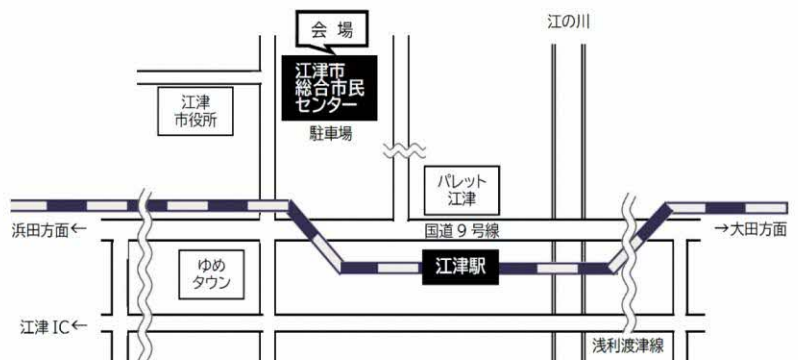 会場
江の川
江津市
総合市民
センター
江津
市役所
駐車場
パレット
江津
国道9号線
浜田方面←
→大田方面
ゆめ
タウン
江津駅
江津IC←
浅利渡津線